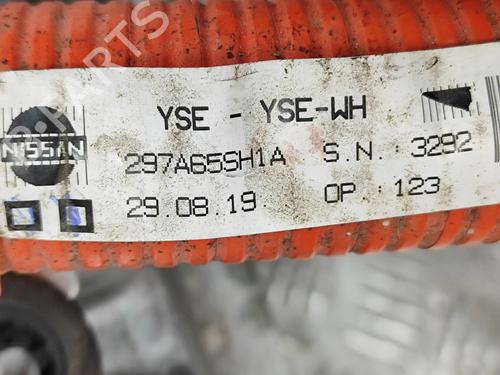 YSE - YSE-WH
NISSAN
297A65SH1A S.N.: 3292
29.08.19 OP.: 123